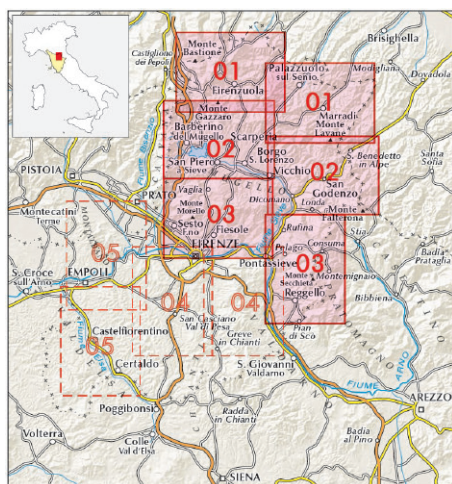 Brisighella
Monte
Bastione
Castiglione
dei Pepoli
01
Firenzuola
Palazzuolo
sul Senio
Modigliana
Dovadola
01
Marradi
Monte
Lavane
Monte
Gazzaro
Barberino
del Mugello
Scarperia
02
San Piero
a Sieve
Borgo
S. Lorenzo
Vicchio
02
S. Benedetto
in Alpe
Santa
Sofia
San
Godenzo
PISTOIA
PRATO
Vaglia
Dicomano
Londa
Monte
Falterona
Montecatini
Terme
Monte
Morello
03
Sesto
F.no
Fiesole
Rufina
Stia
FIRENZE
Pelago
Consuma
Badia
Prataglia
05
Pontassieve
03
S. Croce
sull'Arno
EMPOLI
Monte
Secchieta
Montemignaio
Reggello
Bibbiena
04
04
San Casciano
Val di Pesa
Greve
in Chianti
Pian
di Sco
Castelfiorentino
05
Certaldo
S. Giovanni
Valdarno
FIUME
ARNO
AREZZO
Poggibonsi
Radda
in Chianti
Badia
al Pino
Volterra
Colle
Val d'Elsa
SIENA